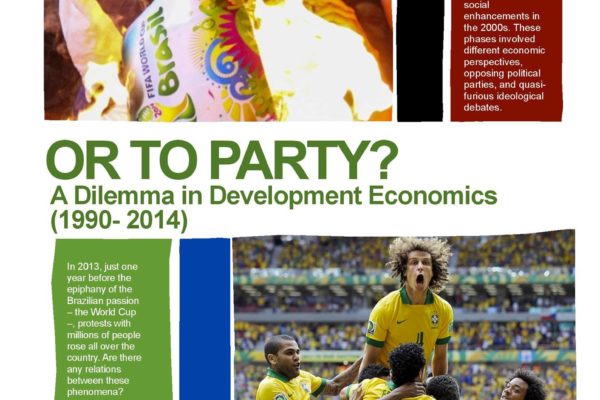 social
enhancements in
the 2000s. These
phases involved
different economic
perspectives,
opposing political
parties, and quasi-
furious ideological
debates.
FIFA WORLD CUP
BRASIL
OR TO PARTY?
A Dilemma in Development Economics
(1990- 2014)
In 2013, just one
year before the
epiphany of the
Brazilian passion
– the World Cup
–, protests with
millions of people
rose all over the
country. Are there
any relations
between these
phenomena?